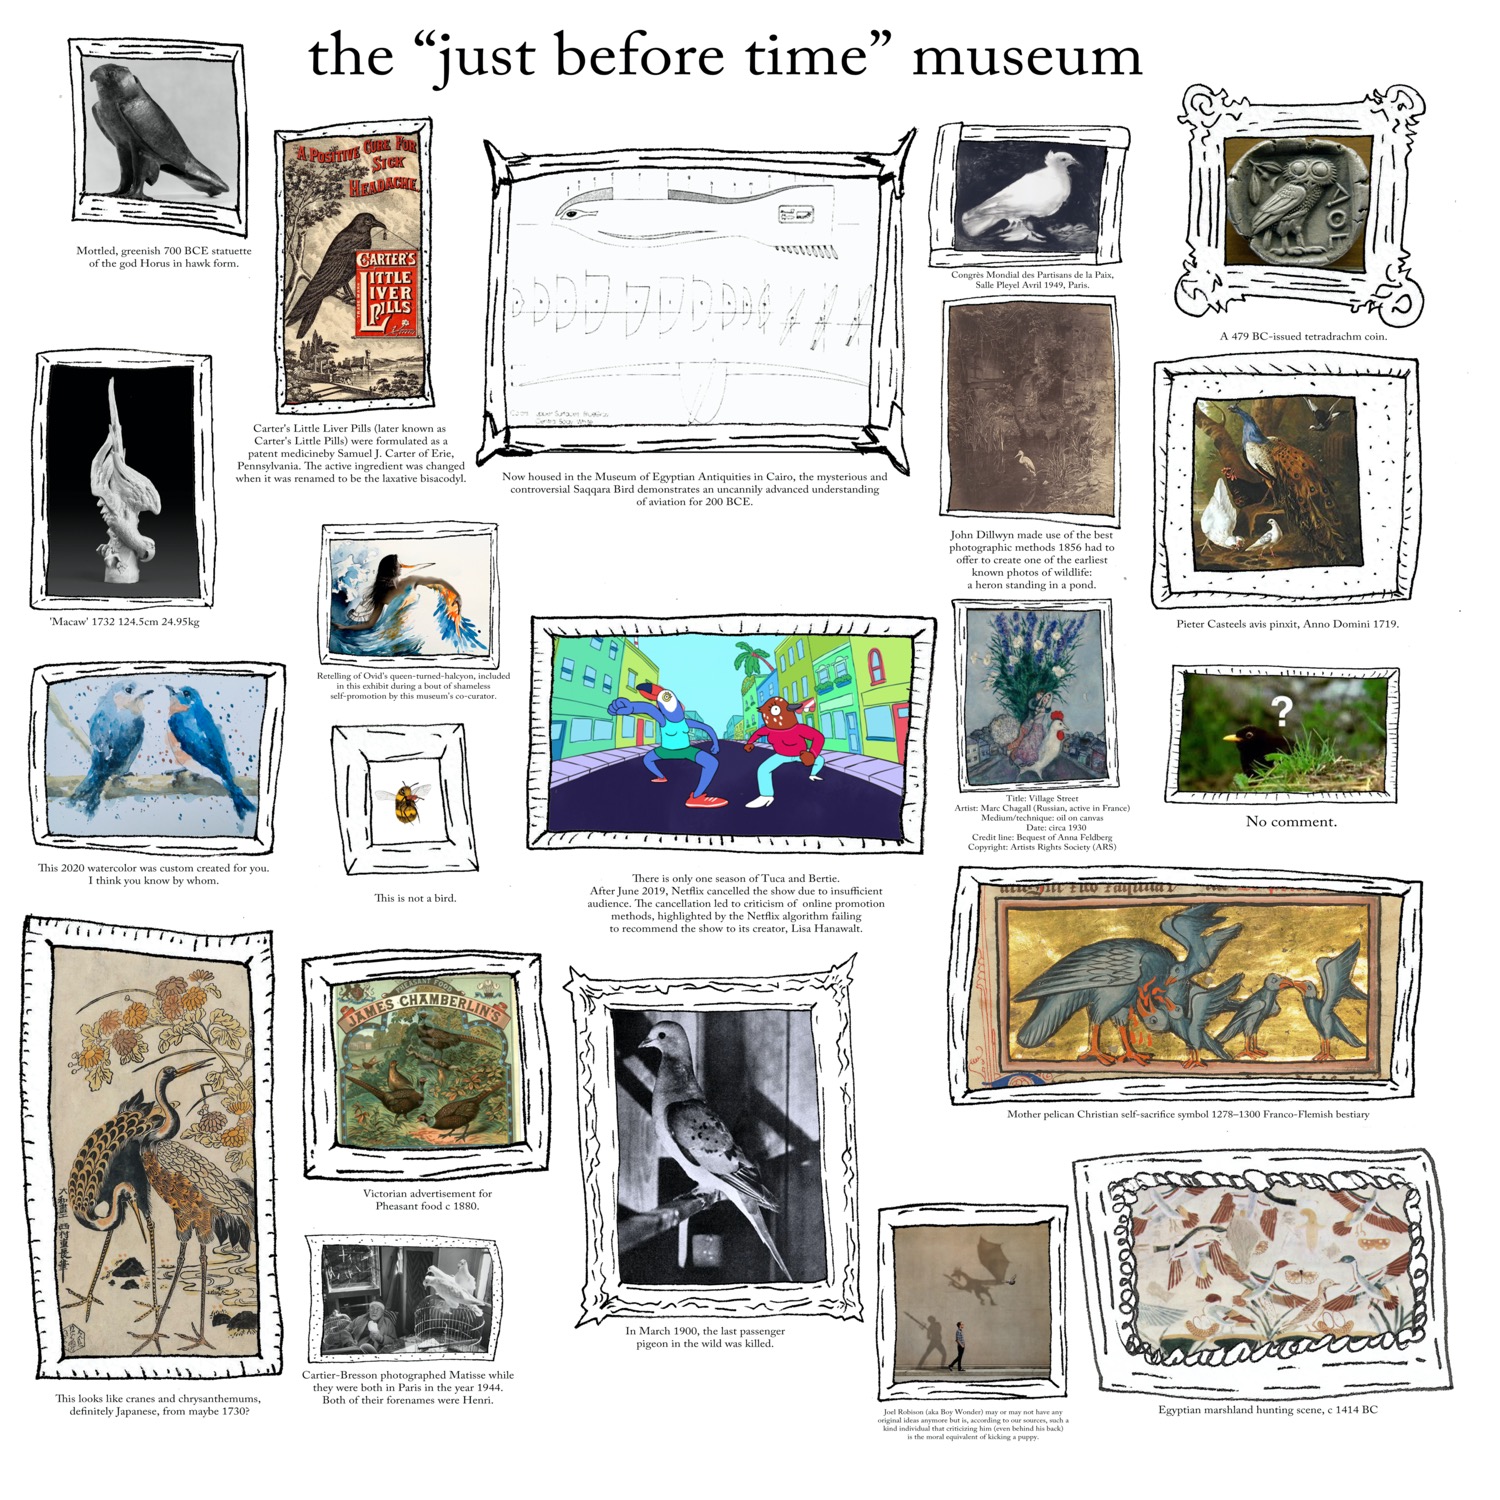 the “just before time” museum
Mottled, greenish 700 BCE statuette
of the god Horus in hawk form.
A POSITIVE CURE FOR
SICK
HEADACHE
CARTER'S
LITTLE
LIVER
PILLS
Carter's Little Liver Pills (later known as
Carter's Little Pills) were formulated as a
patent medicineby Samuel J. Carter of Erie,
Pennsylvania. The active ingredient was changed
when it was renamed to be the laxative bisacodyl.
Now housed in the Museum of Egyptian Antiquities in Cairo, the mysterious and
controversial Saqqara Bird demonstrates an uncannily advanced understanding
of aviation for 200 BCE.
Congrès Mondial des Partisans de la Paix,
Salle Pleyel Avril 1949, Paris.
ΑΘΕ
A 479 BC-issued tetradrachm coin.
'Macaw' 1732 124.5cm 24.95kg
Retelling of Ovid's queen-turned-halcyon, included
in this exhibit during a bout of shameless
self-promotion by this museum's co-curator.
John Dillwyn made use of the best
photographic methods 1856 had to
offer to create one of the earliest
known photos of wildlife:
a heron standing in a pond.
Pieter Casteels avis pinxit, Anno Domini 1719.
This 2020 watercolor was custom created for you.
I think you know by whom.
This is not a bird.
There is only one season of Tuca and Bertie.
After June 2019, Netflix cancelled the show due to insufficient
audience. The cancellation led to criticism of online promotion
methods, highlighted by the Netflix algorithm failing
to recommend the show to its creator, Lisa Hanawalt.
Title: Village Street
Artist: Marc Chagall (Russian, active in France)
Medium/technique: oil on canvas
Date: circa 1930
Credit line: Bequest of Anna Feldberg
Copyright: Artists Rights Society (ARS)
?
No comment.
Mother pelican Christian self-sacrifice symbol 1278–1300 Franco-Flemish bestiary
大和畫工 西村重長筆
This looks like cranes and chrysanthemums,
definitely Japanese, from maybe 1730?
PHEASANT FOOD
JAMES CHAMBERLIN'S
Victorian advertisement for
Pheasant food c 1880.
Cartier-Bresson photographed Matisse while
they were both in Paris in the year 1944.
Both of their forenames were Henri.
In March 1900, the last passenger
pigeon in the wild was killed.
Joel Robison (aka Boy Wonder) may or may not have any
original ideas anymore but is, according to our sources, such a
kind individual that criticizing him (even behind his back)
is the moral equivalent of kicking a puppy.
Egyptian marshland hunting scene, c 1414 BC